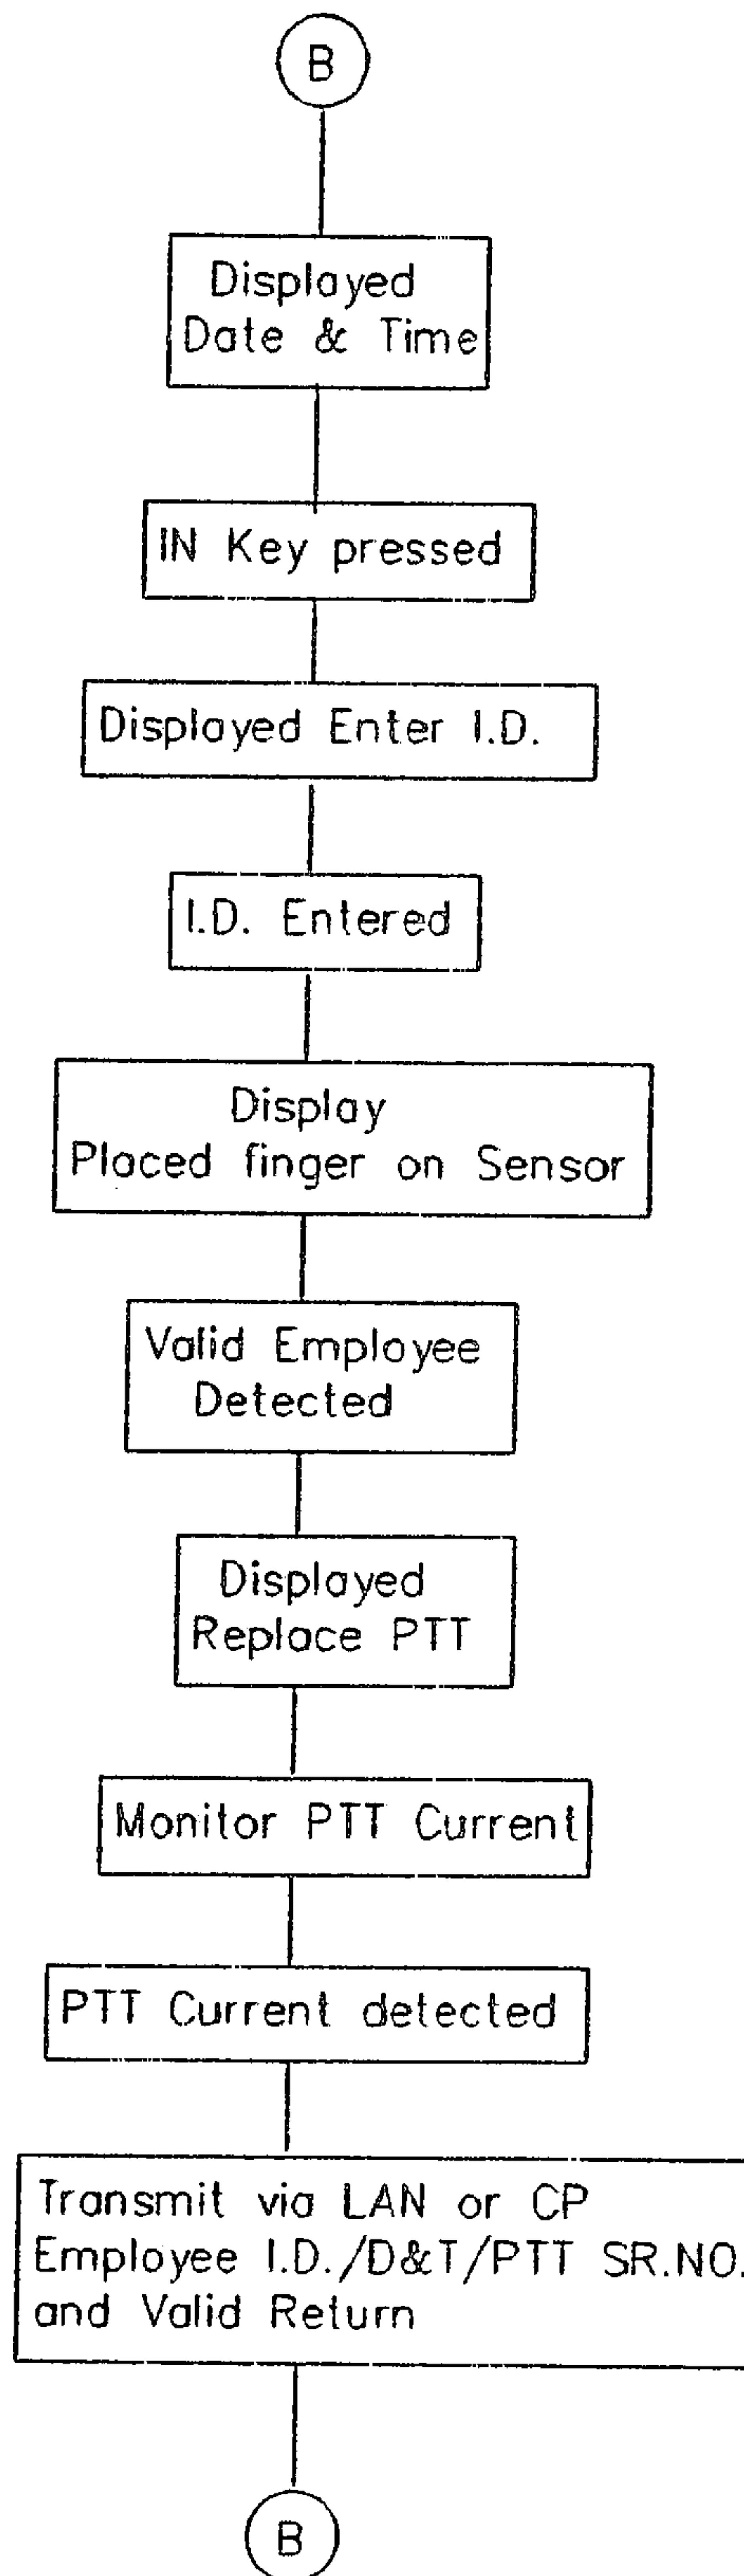 B
Displayed
Date & Time
IN Key pressed
Displayed Enter I.D.
I.D. Entered
Display
Placed finger on Sensor
Valid Employee
Detected
Displayed
Replace PTT
Monitor PTT Current
PTT Current detected
Transmit via LAN or CP
Employee I.D./D&T/PTT SR.NO.
and Valid Return
B